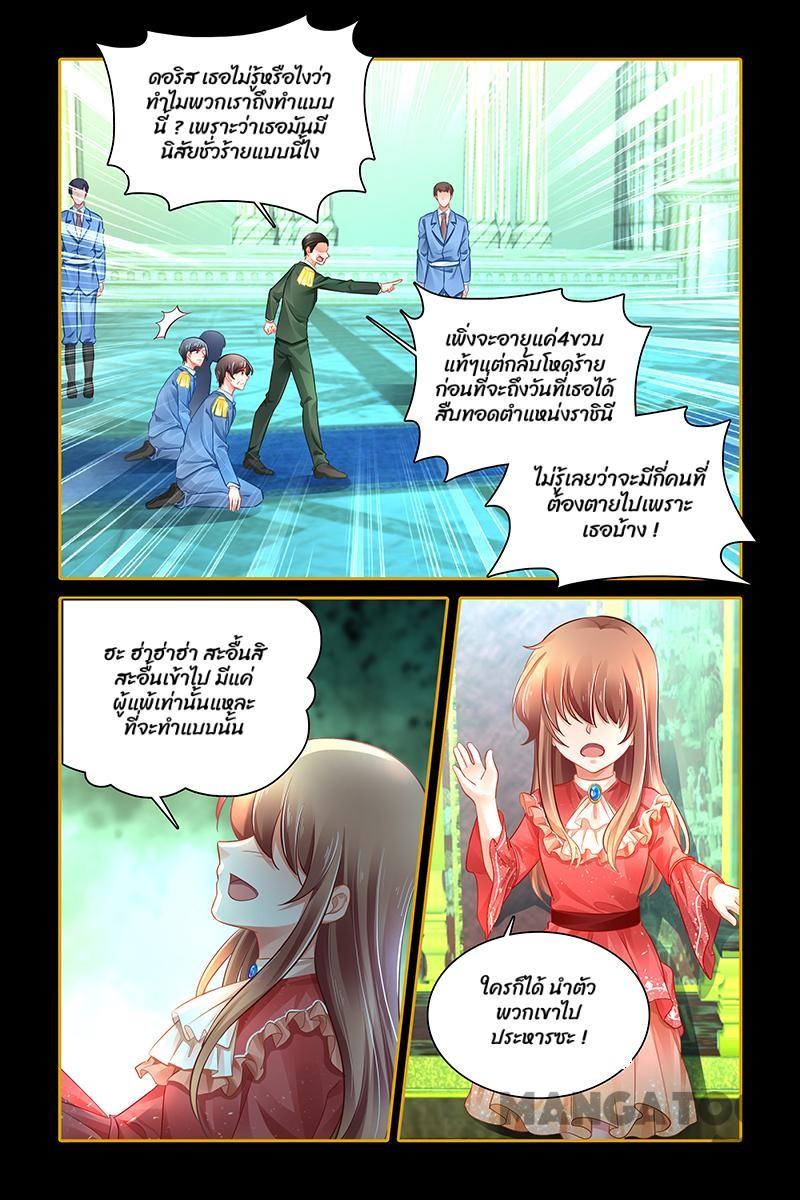 ดอริส เธอไม่รู้หรือไงว่า
ทำไมพวกเราถึงทำแบบ
นี้ ? เพราะว่าเธอมันมี
นิสัยชั่วร้ายแบบนี้ไง
เพิ่งจะอายุแค่4ขวบ
แท้ๆแต่กลับโหดร้าย
ก่อนที่จะถึงวันที่เธอได้
สืบทอดตำแหน่งราชินี
ไม่รู้เลยว่าจะมีกี่คนที่
ต้องตายไปเพราะ
เธอบ้าง !
ฮะ ฮ่าฮ่าฮ่า สะอื้นสิ
สะอื้นเข้าไป มีแค่
ผู้แพ้เท่านั้นแหละ
ที่จะทำแบบนั้น
ใครก็ได้ นำตัว
พวกเขาไป
ประหารซะ !
MANGATOO